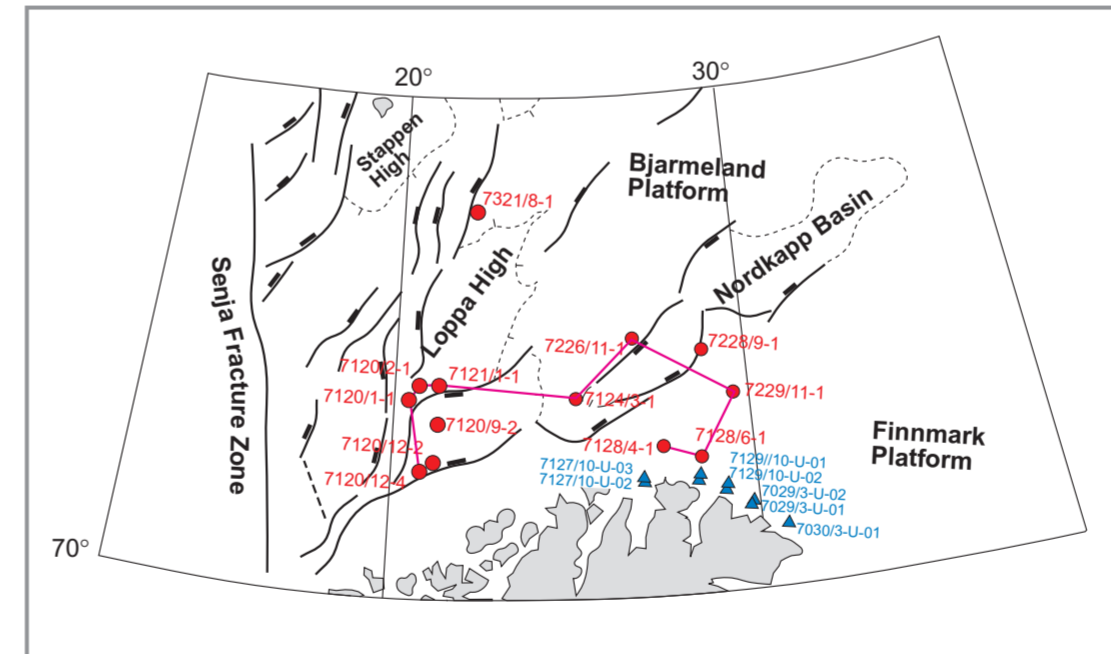 20°
30°
Stappen
High
Bjarmeland
Platform
7321/8-1
Nordkapp Basin
Senja Fracture Zone
Loppa High
7226/11-1
7228/9-1
7120/2-1
7121/1-1
7120/1-1
7124/3-1
7229/11-1
7120/9-2
7128/6-1
7128/4-1
Finnmark
Platform
7120/12-2
7120/12-4
7127/10-U-03
7127/10-U-02
7129//10-U-01
7129/10-U-02
7029/3-U-02
7029/3-U-01
7030/3-U-01
70°